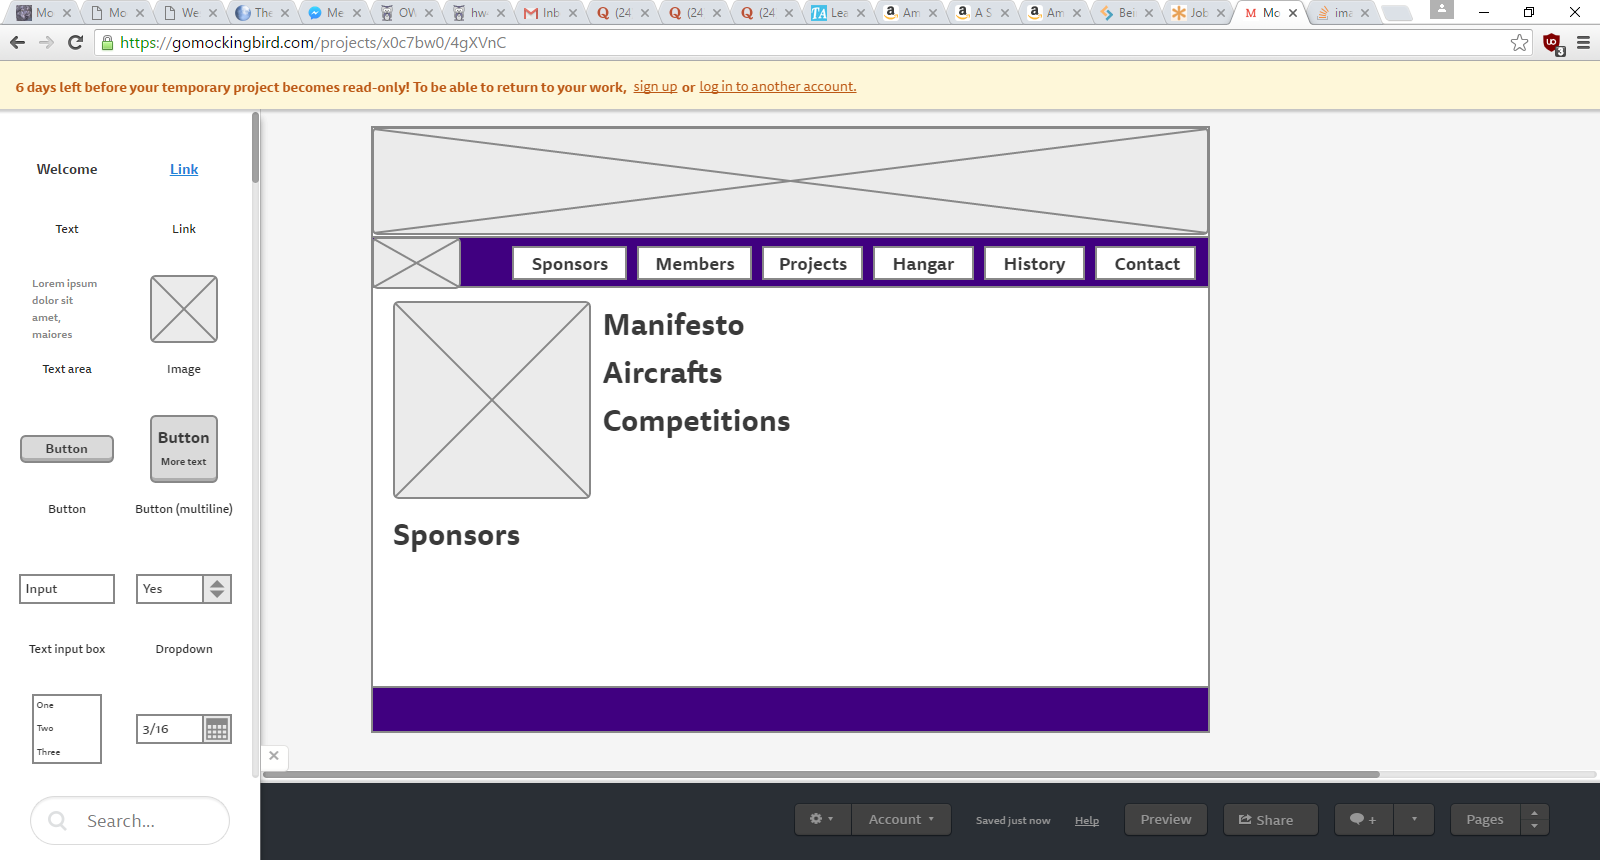 Mo
Mo
We
The
Me
OW
hw
Inb
(24
(24
(24
Lea
Am
A S
Am
Bei
Job
Mo
ima
https://gomockingbird.com/projects/x0c7bw0/4gXVnC
3
6 days left before your temporary project becomes read-only! To be able to return to your work, sign up or log in to another account.
Welcome
Link
Text
Link
Lorem ipsum
dolor sit
amet,
maiores
Text area
Image
Button
Button
More text
Button
Button (multiline)
Input
Yes
Text input box
Dropdown
One
Two
Three
3/16
Search...
Sponsors
Members
Projects
Hangar
History
Contact
Manifesto
Aircrafts
Competitions
Sponsors
Account
Saved just now
Help
Preview
Share
+
Pages